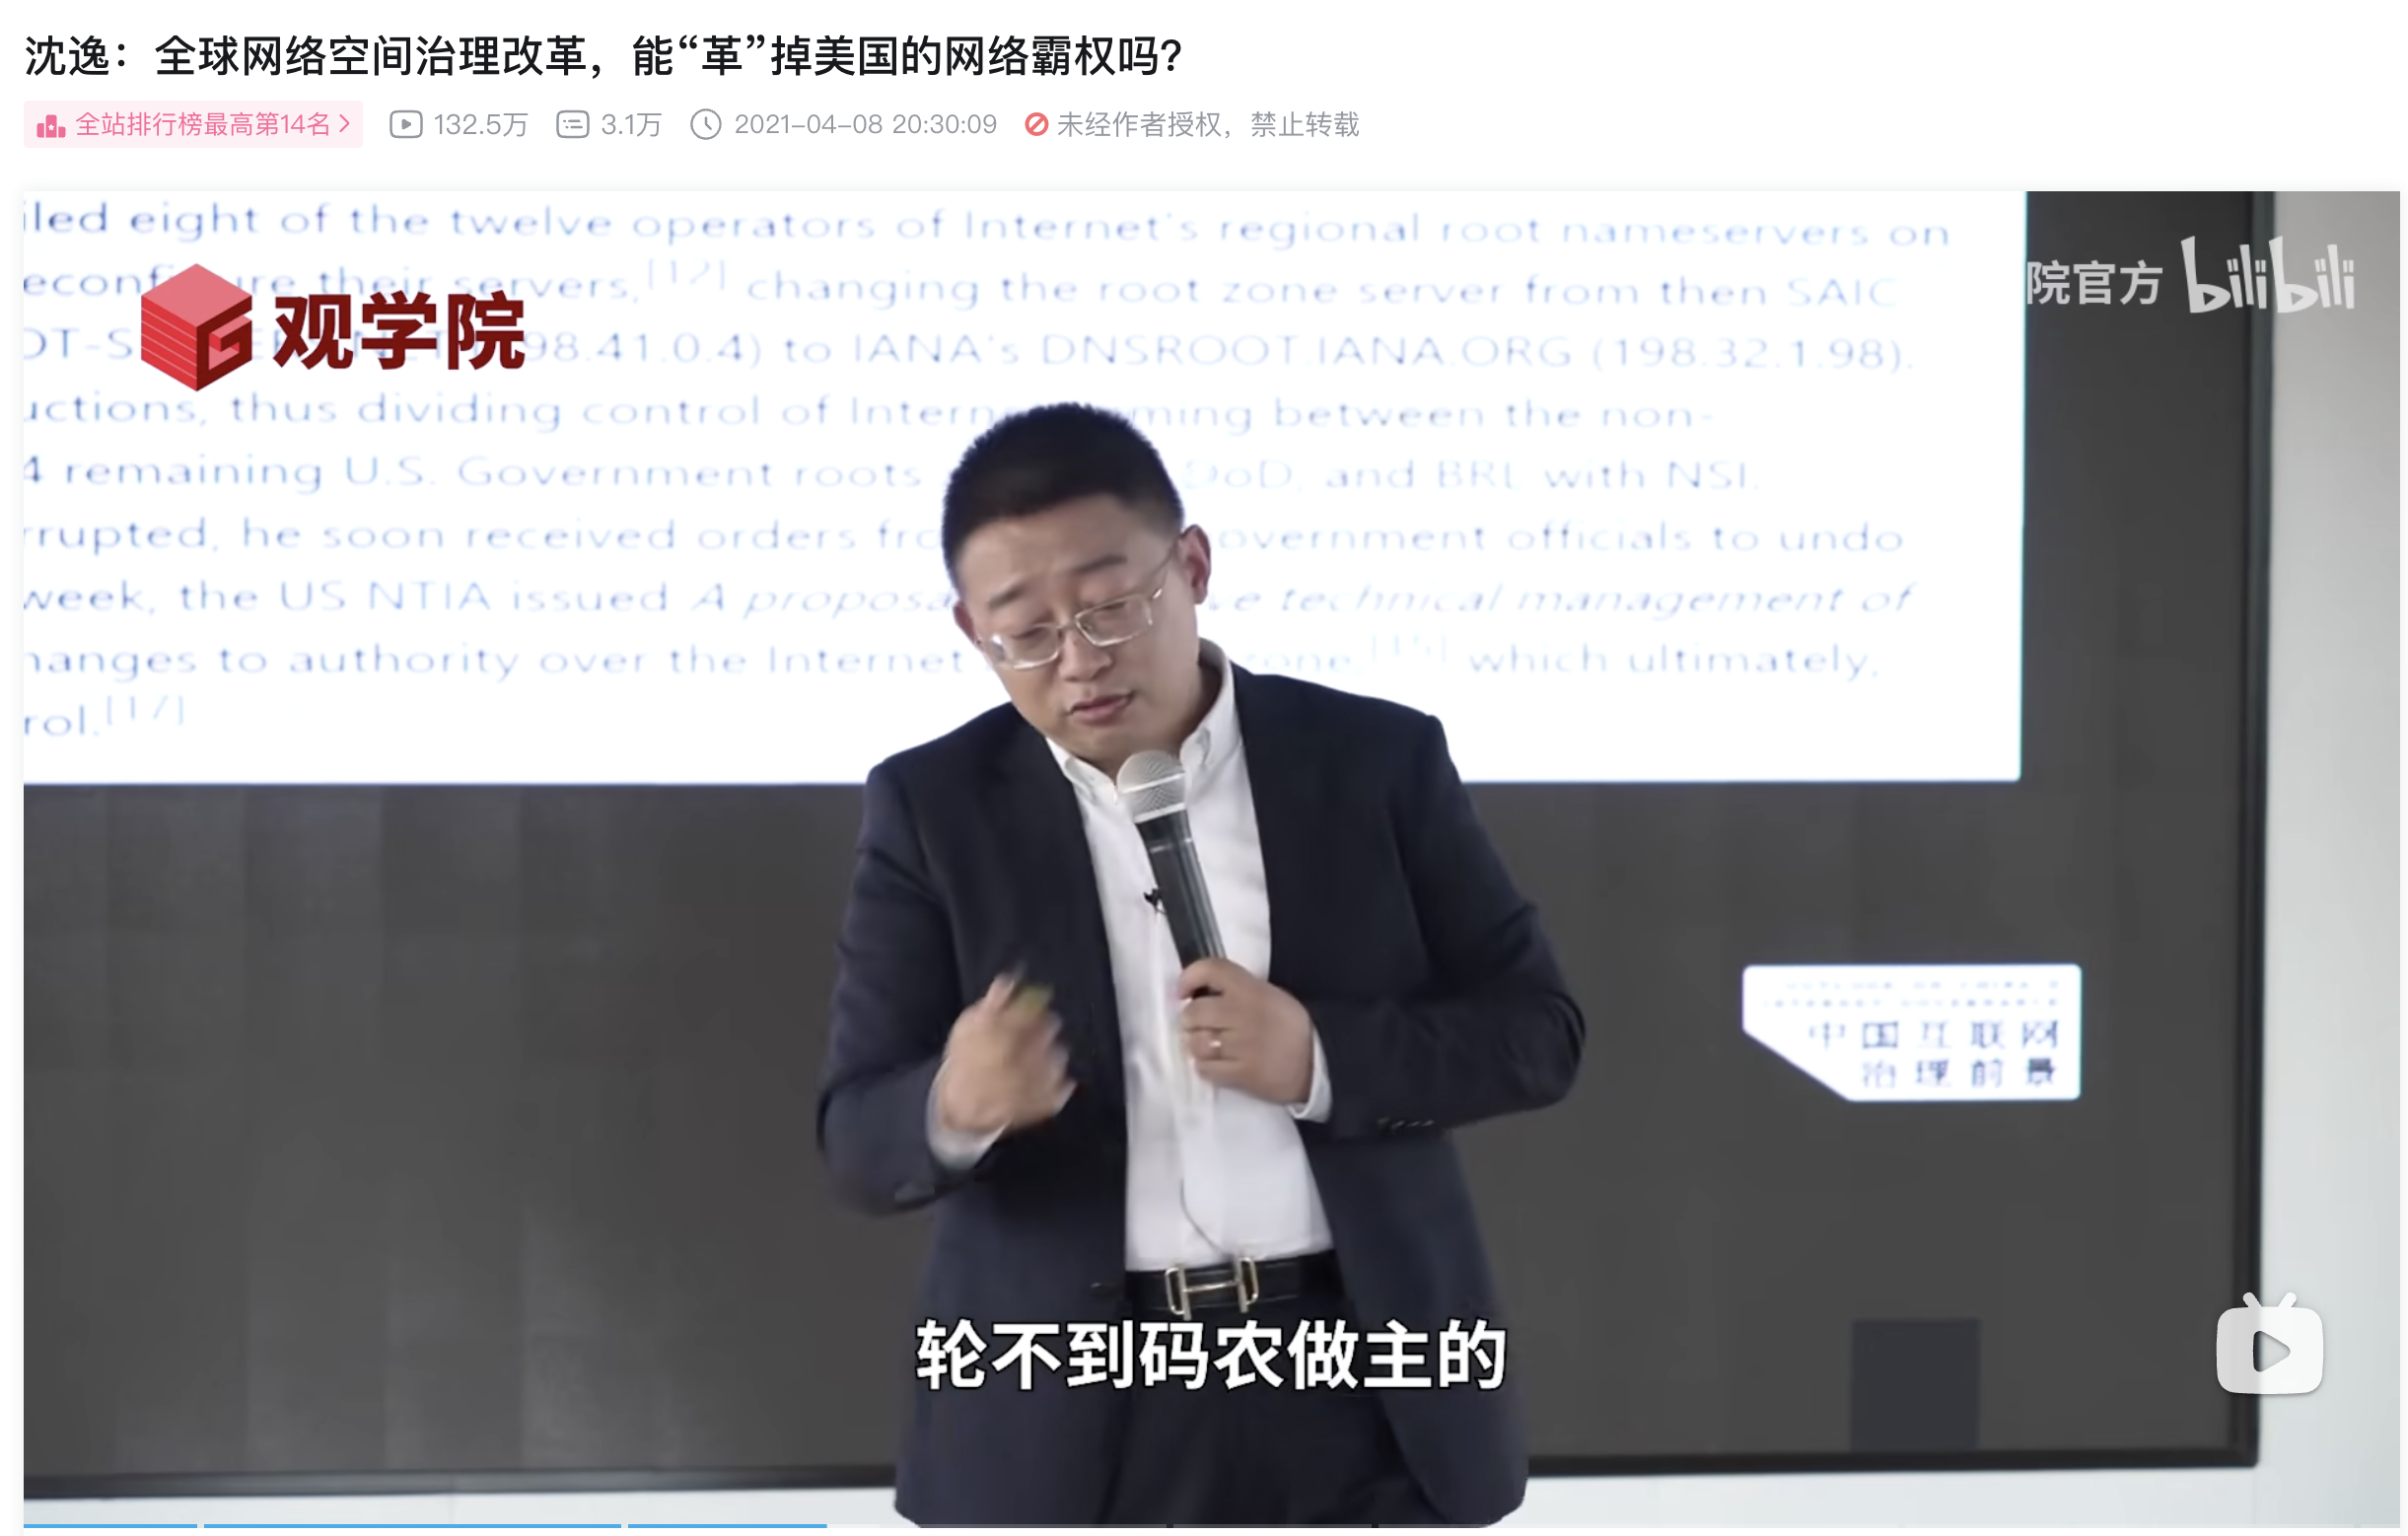 沈逸：全球网络空间治理改革，能“革”掉美国的网络霸权吗？
全站排行榜最高第14名 132.5万 3.1万 2021-04-08 20:30:09 未经作者授权，禁止转载
iled eight of the twelve operators of Internet's regional root nameservers on
院官方 bilibili
their servers,[12] changing the root zone server from then SAIC
观学院
98.41.0.4) to IANA's DNSROOT.IANA.ORG (198.32.1.98).
uctions, thus dividing control of between the non-
4 remaining U.S. Government roots DoD, and BRL with NSI.
rrupted, he soon received orders overnment officials to undo
week, the US NTIA issued A technical management of
hanges to authority over the Internet zone, which ultimately,
rol.[17]
中国互联网
治理前景
轮不到码农做主的